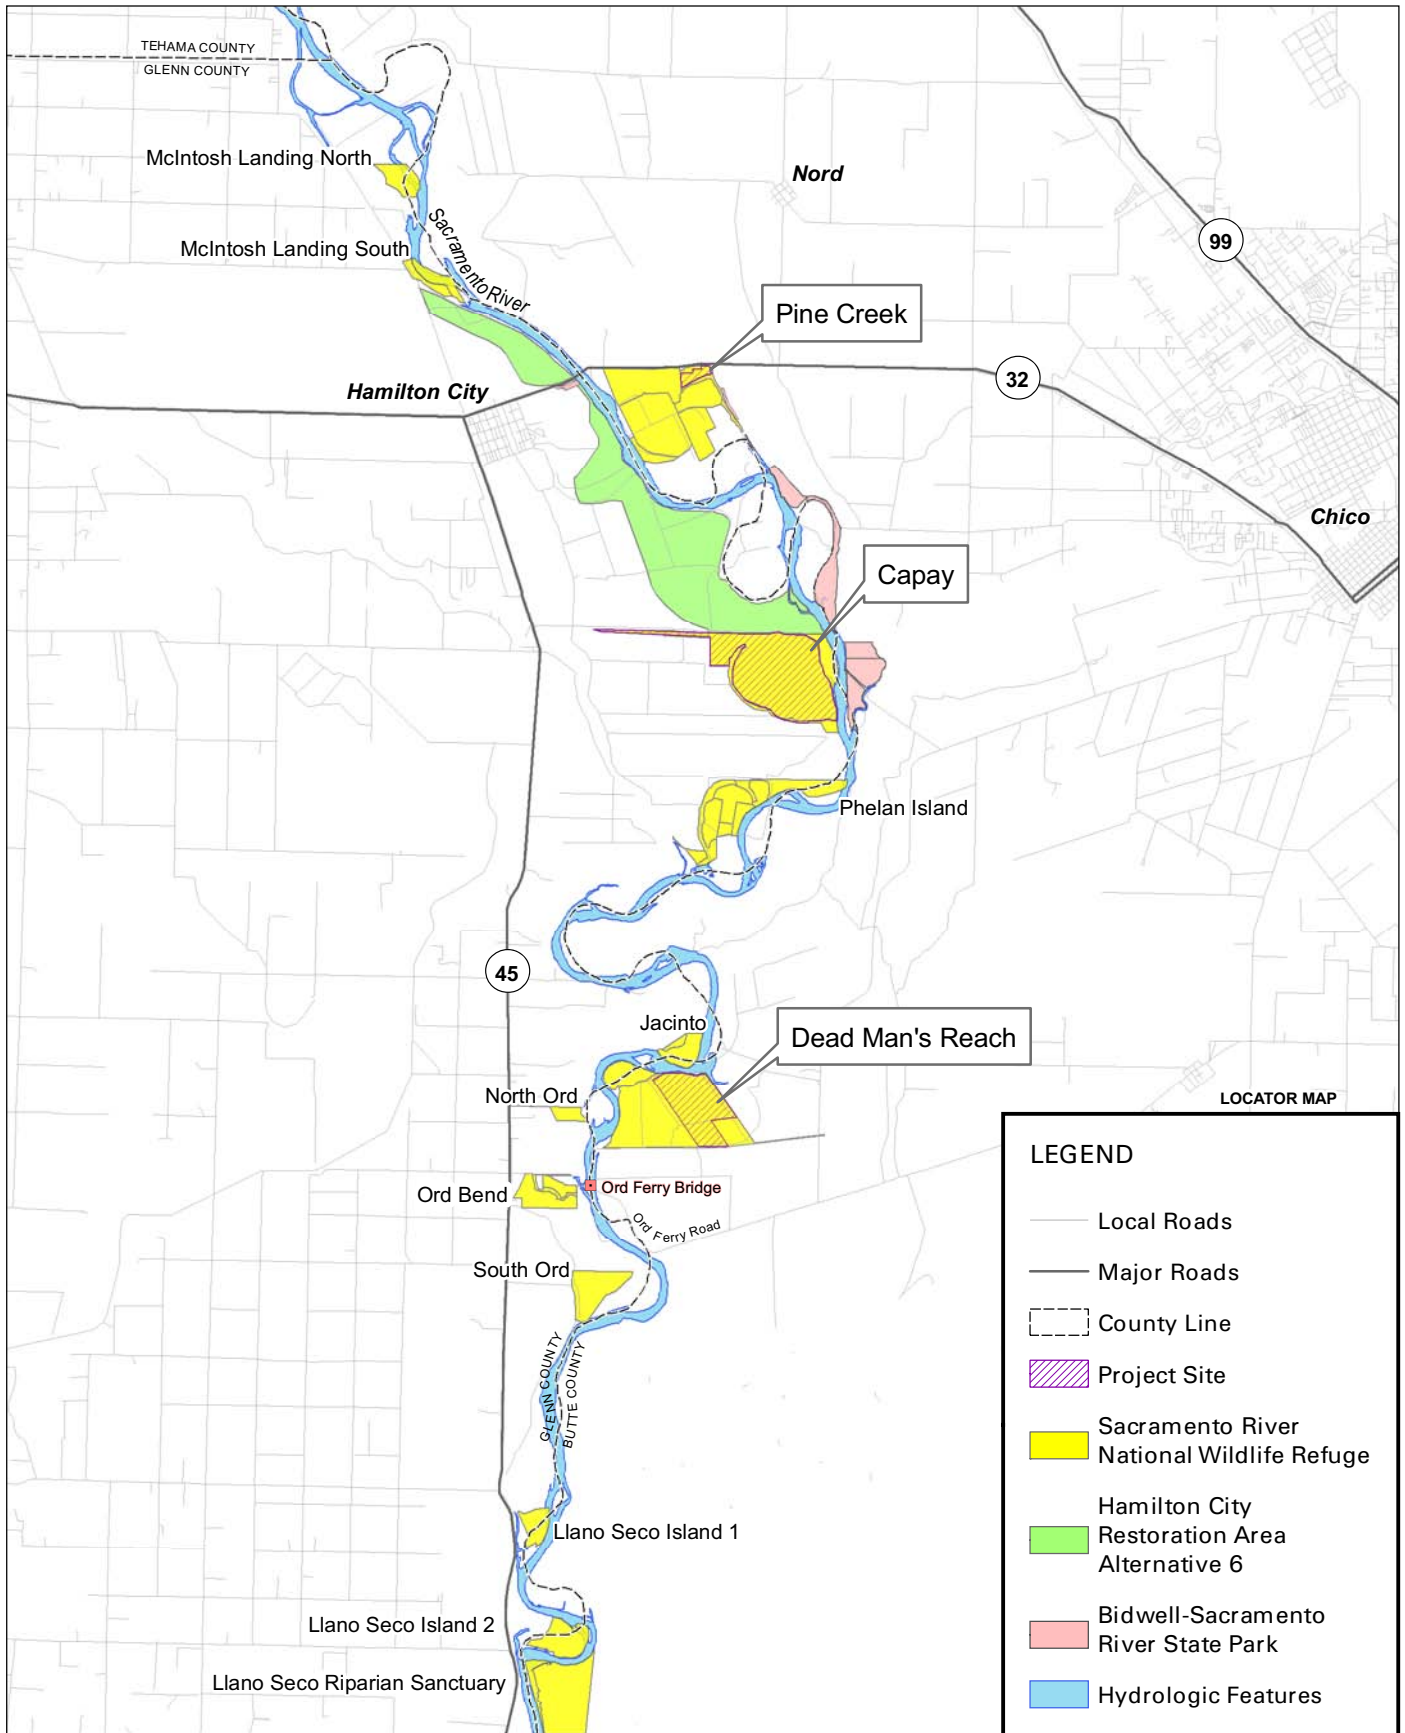 TEHAMA COUNTY
GLENN COUNTY
McIntosh Landing North
Nord
McIntosh Landing South
Sacramento River
99
Pine Creek
32
Hamilton City
Chico
Capay
Phelan Island
45
Jacinto
Dead Man's Reach
North Ord
LOCATOR MAP
Ord Bend
Ord Ferry Bridge
Ord Ferry Road
South Ord
GLENN COUNTY
BUTTE COUNTY
Llano Seco Island 1
Llano Seco Island 2
Llano Seco Riparian Sanctuary
LEGEND
Local Roads
Major Roads
County Line
Project Site
Sacramento River
National Wildlife Refuge
Hamilton City
Restoration Area
Alternative 6
Bidwell-Sacramento
River State Park
Hydrologic Features